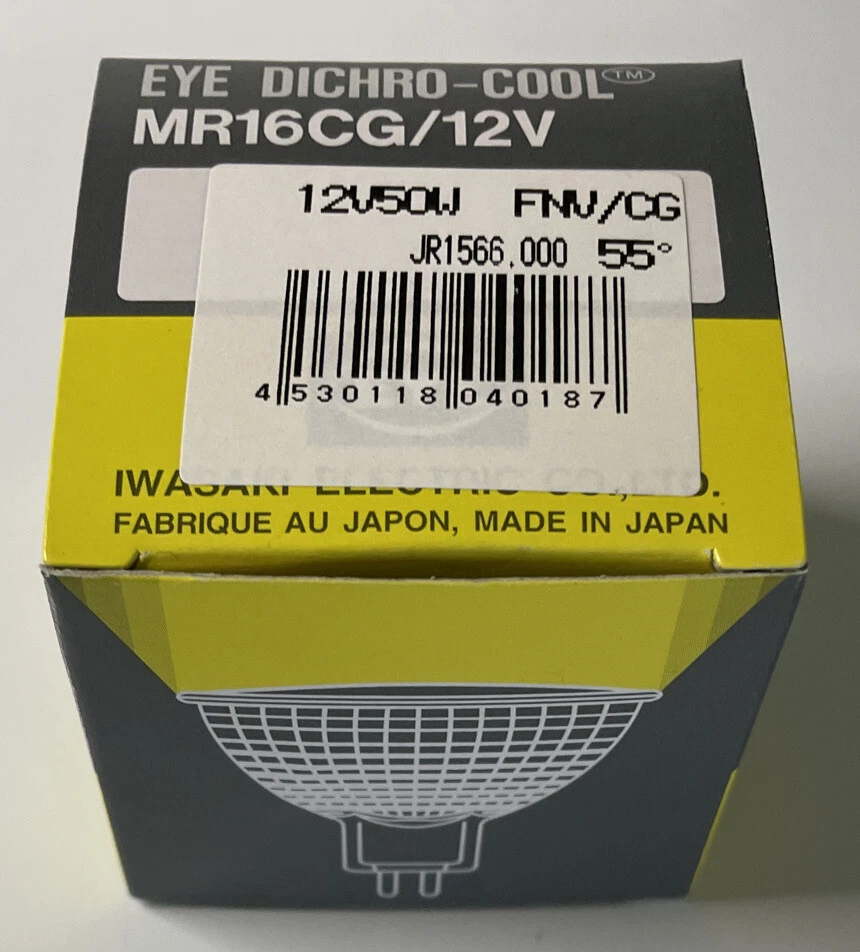 EYE DICHRO-COOL™
MR16CG/12V
12V50W FNV/CG
JR1566.000 55°
4 530118 040187
IWASAKI ELECTRIC CO.,LTD.
FABRIQUE AU JAPON, MADE IN JAPAN